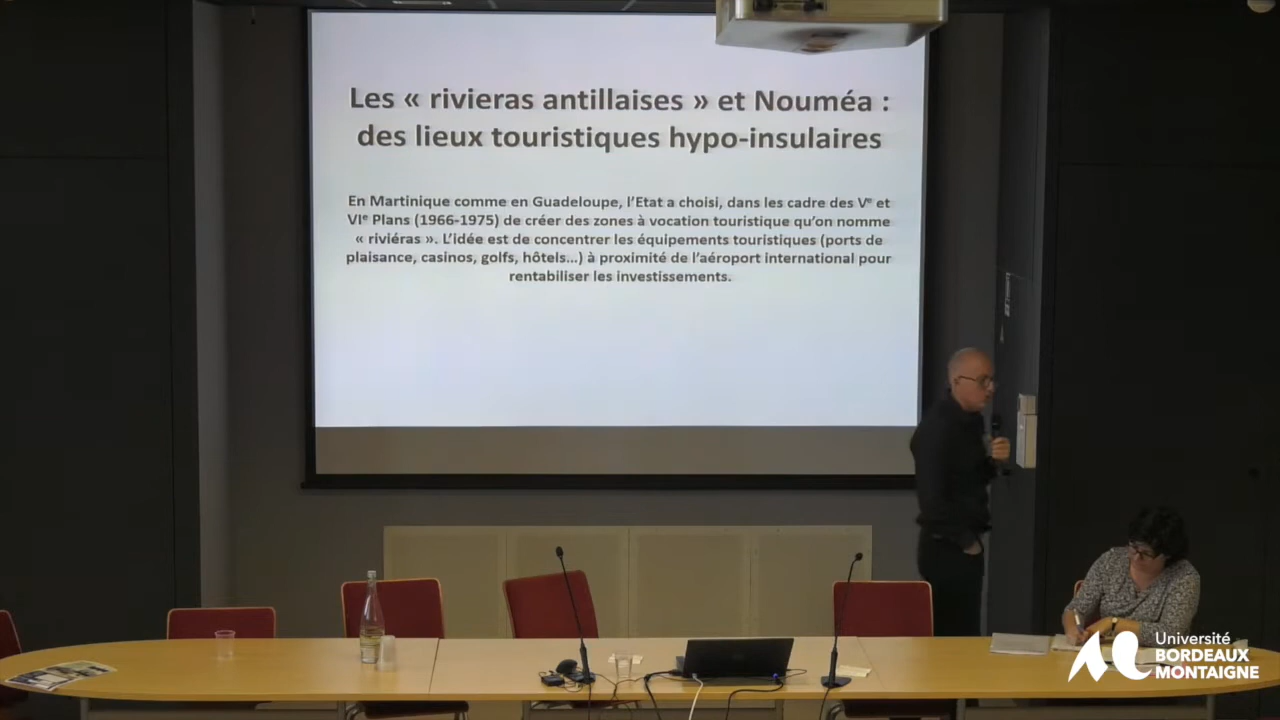 Les « rivieras antillaises » et Nouméa :
des lieux touristiques hypo-insulaires
En Martinique comme en Guadeloupe, l’Etat a choisi, dans les cadre des Vᵉ et
VIᵉ Plans (1966-1975) de créer des zones à vocation touristique qu’on nomme
« riviéras ». L’idée est de concentrer les équipements touristiques (ports de
plaisance, casinos, golfs, hôtels…) à proximité de l’aéroport international pour
rentabiliser les investissements.
Université
BORDEAUX
MONTAIGNE